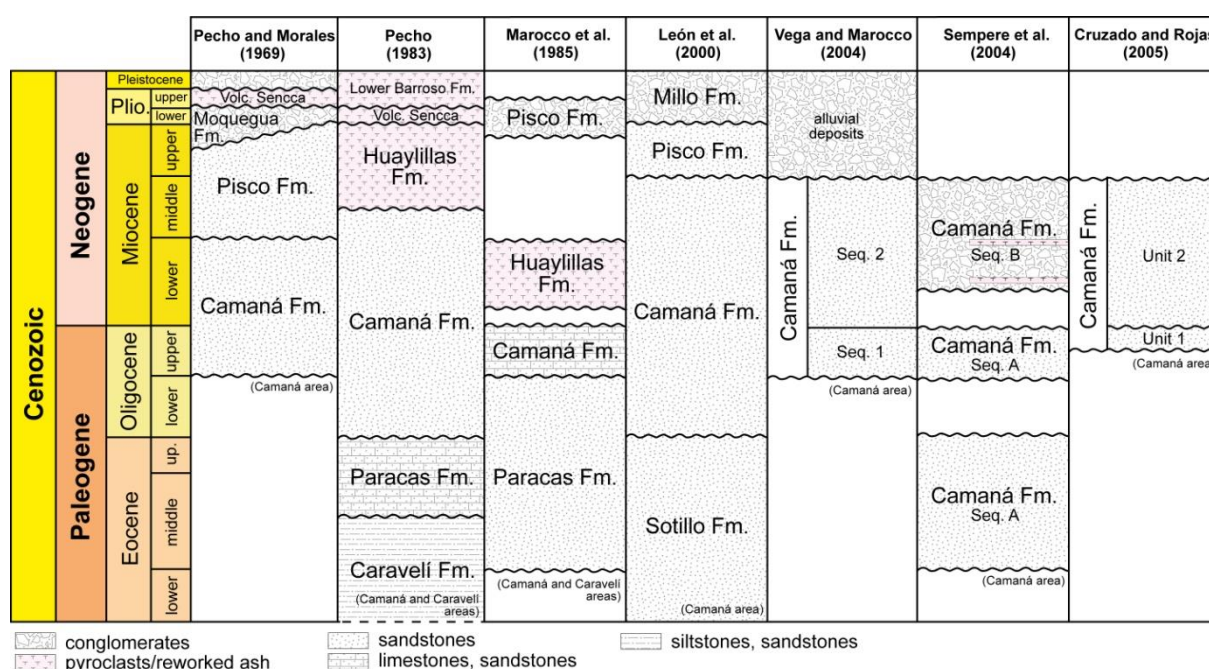 Pecho and Morales
(1969)
Pecho
(1983)
Marocco et al.
(1985)
León et al.
(2000)
Vega and Marocco
(2004)
Sempere et al.
(2004)
Cruzado and Rojas
(2005)
Cenozoic
Neogene
Paleogene
Pleistocene
Plio.
upper
lower
Miocene
upper
middle
lower
Oligocene
upper
lower
Eocene
up.
middle
lower
Volc. Sencca
Moquegua
Fm.
Pisco Fm.
Camaná Fm.
(Camaná area)
Lower Barroso Fm.
Volc. Sencca
Huaylillas
Fm.
Camaná Fm.
Paracas Fm.
Caravelí Fm.
(Camaná and Caravelí
areas)
Pisco Fm.
Huaylillas
Fm.
Camaná Fm.
Paracas Fm.
(Camaná and Caravelí
areas)
Millo Fm.
Pisco Fm.
Camaná Fm.
Sotillo Fm.
(Camaná area)
alluvial
deposits
Camaná Fm.
Seq. 2
Seq. 1
(Camaná area)
Camaná Fm.
Seq. B
Camaná Fm.
Seq. A
Camaná Fm.
Seq. A
(Camaná area)
Camaná Fm.
Unit 2
Unit 1
(Camaná area)
conglomerates
pyroclasts/reworked ash
sandstones
limestones, sandstones
siltstones, sandstones